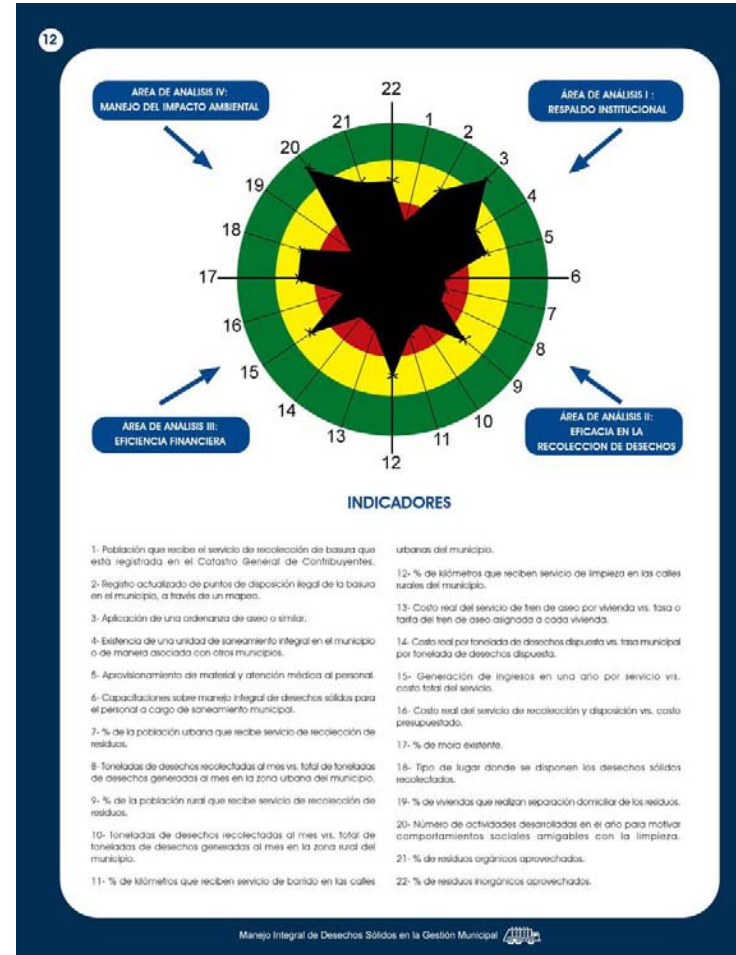 12
ÁREA DE ANALISIS IV:
MANEJO DEL IMPACTO AMBIENTAL
ÁREA DE ANÁLISIS I :
RESPALDO INSTITUCIONAL
22
21
1
20
2
3
19
4
18
5
17
6
16
7
15
8
14
9
13
10
12
11
ÁREA DE ANALISIS III:
EFICIENCIA FINANCIERA
ÁREA DE ANÁLISIS II:
EFICACIA EN LA
RECOLECCION DE DESECHOS
INDICADORES
1- Población que recibe el servicio de recolección de basura que
está registrada en el Catastro General de Contribuyentes.
2- Registro actualizado de puntos de disposición ilegal de la basura
en el municipio, a través de un mapeo.
3- Aplicación de una ordenanza de aseo o similar.
4- Existencia de una unidad de saneamiento integral en el municipio
o de manera asociada con otros municipios.
5- Aprovisionamiento de material y atención médica al personal.
6- Capacitaciones sobre manejo integral de desechos sólidos para
el personal a cargo de saneamiento municipal.
7- % de la población urbana que recibe servicio de recolección de
residuos.
8- Toneladas de desechos recolectadas al mes vrs. total de toneladas
de desechos generadas al mes en la zona urbana del municipio.
9- % de la población rural que recibe servicio de recolección de
residuos.
10- Toneladas de desechos recolectadas al mes vrs. total de
toneladas de desechos generadas al mes en la zona rural del
municipio.
11- % de kilómetros que reciben servicio de barrido en las calles
urbanas del municipio.
12- % de kilómetros que reciben servicio de limpieza en las calles
rurales del municipio.
13- Costo real del servicio de tren de aseo por vivienda vrs. tasa o
tarifa del tren de aseo asignada a cada vivienda.
14- Costo real por tonelada de desechos dispuesta vrs. tasa municipal
por tonelada de desechos dispuesta.
15- Generación de ingresos en una año por servicio vrs.
costo total del servicio.
16- Costo real del servicio de recolección y disposición vrs. costo
presupuestado.
17- % de mora existente.
18- Tipo de lugar donde se disponen los desechos sólidos
recolectados.
19- % de viviendas que realizan separación domiciliar de los residuos.
20- Número de actividades desarrolladas en el año para motivar
comportamientos sociales amigables con la limpieza.
21- % de residuos orgánicos aprovechados.
22- % de residuos inorgánicos aprovechados.
Manejo Integral de Desechos Sólidos en la Gestión Municipal